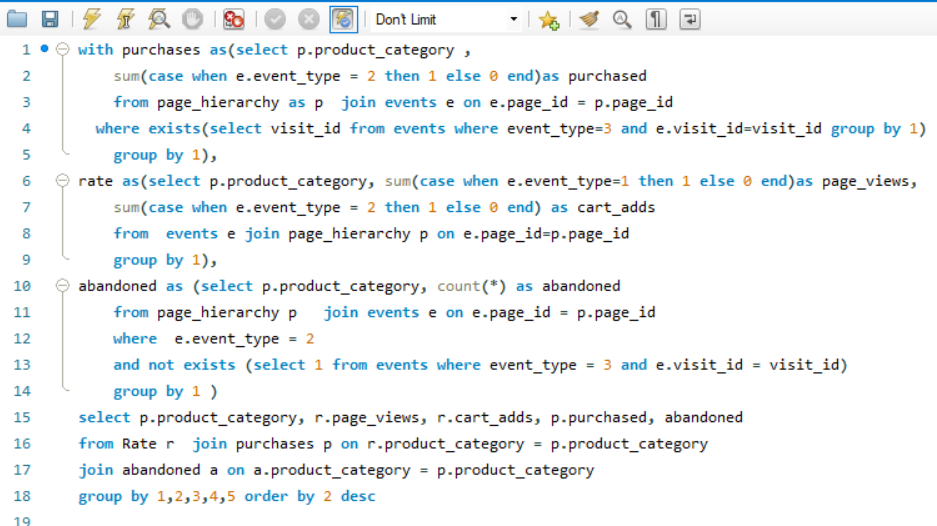 Don't Limit
1 with purchases as(select p.product_category ,
2 sum(case when e.event_type = 2 then 1 else 0 end)as purchased
3 from page_hierarchy as p join events e on e.page_id = p.page_id
4 where exists(select visit_id from events where event_type=3 and e.visit_id=visit_id group by 1)
5 group by 1),
6 rate as(select p.product_category, sum(case when e.event_type=1 then 1 else 0 end)as page_views,
7 sum(case when e.event_type = 2 then 1 else 0 end) as cart_adds
8 from events e join page_hierarchy p on e.page_id=p.page_id
9 group by 1),
10 abandoned as (select p.product_category, count(*) as abandoned
11 from page_hierarchy p join events e on e.page_id = p.page_id
12 where e.event_type = 2
13 and not exists (select 1 from events where event_type = 3 and e.visit_id = visit_id)
14 group by 1 )
15 select p.product_category, r.page_views, r.cart_adds, p.purchased, abandoned
16 from Rate r join purchases p on r.product_category = p.product_category
17 join abandoned a on a.product_category = p.product_category
18 group by 1,2,3,4,5 order by 2 desc
19